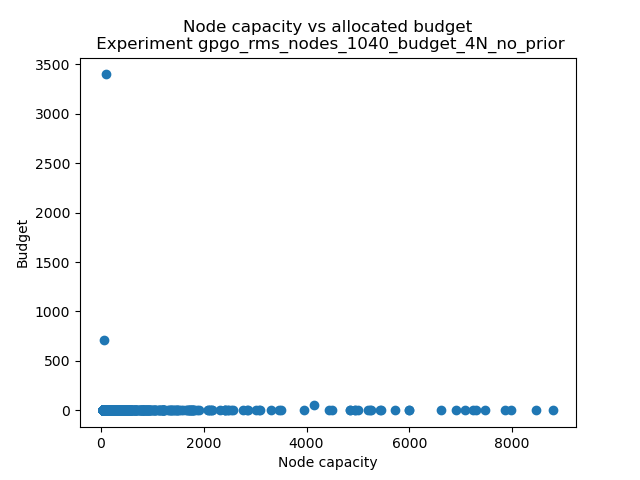 Node capacity vs allocated budget
Experiment gpgo_rms_nodes_1040_budget_4N_no_prior
3500
3000
2500
2000
1500
1000
500
0
Budget
0 2000 4000 6000 8000
Node capacity